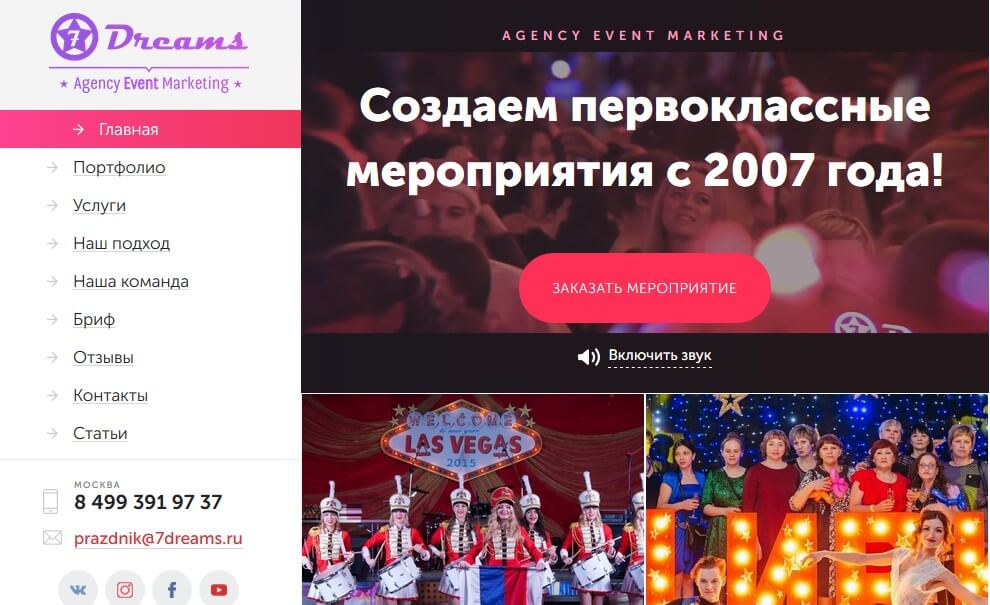 7 Dreams
★ Agency Event Marketing ★
Главная
Портфолио
Услуги
Наш подход
Наша команда
Бриф
Отзывы
Контакты
Статьи
МОСКВА
8 499 391 97 37
prazdnik@7dreams.ru
AGENCY EVENT MARKETING
Создаем первоклассные
мероприятия с 2007 года!
ЗАКАЗАТЬ МЕРОПРИЯТИЕ
7
Включить звук
WELCOME
LAS VEGAS
2015